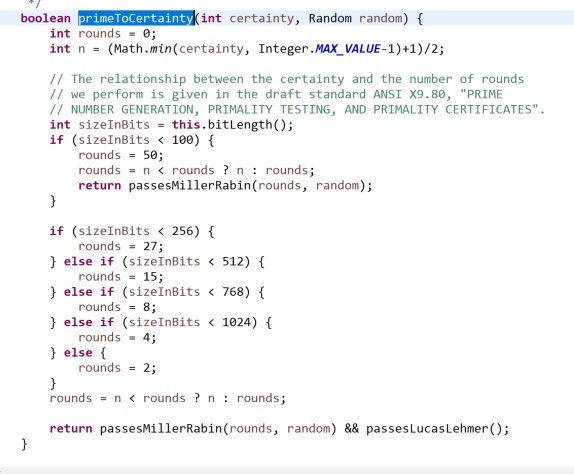 */
boolean primeToCertainty(int certainty, Random random) {
    int rounds = 0;
    int n = (Math.min(certainty, Integer.MAX_VALUE-1)+1)/2;

    // The relationship between the certainty and the number of rounds
    // we perform is given in the draft standard ANSI X9.80, "PRIME
    // NUMBER GENERATION, PRIMALITY TESTING, AND PRIMALITY CERTIFICATES".
    int sizeInBits = this.bitLength();
    if (sizeInBits < 100) {
        rounds = 50;
        rounds = n < rounds ? n : rounds;
        return passesMillerRabin(rounds, random);
    }

    if (sizeInBits < 256) {
        rounds = 27;
    } else if (sizeInBits < 512) {
        rounds = 15;
    } else if (sizeInBits < 768) {
        rounds = 8;
    } else if (sizeInBits < 1024) {
        rounds = 4;
    } else {
        rounds = 2;
    }
    rounds = n < rounds ? n : rounds;

    return passesMillerRabin(rounds, random) && passesLucasLehmer();
}